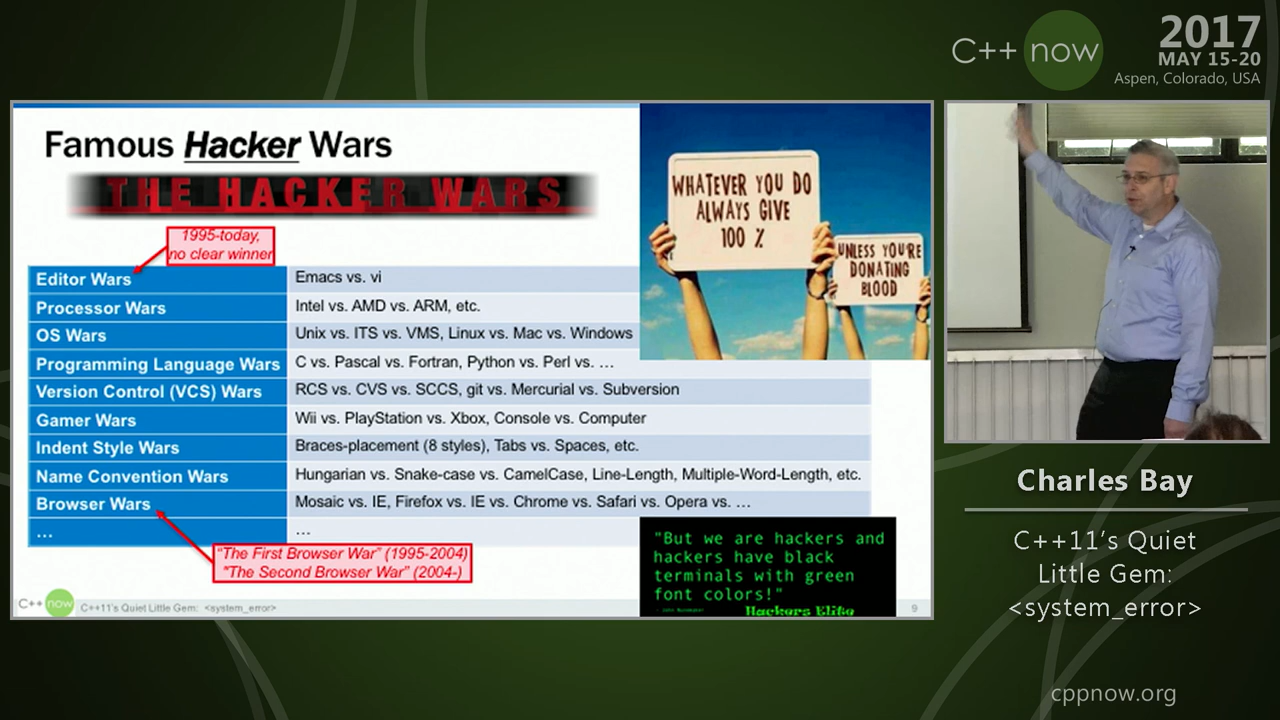 C++ now
2017
MAY 15-20
Aspen, Colorado, USA
Famous Hacker Wars
THE HACKER WARS
1995-today,
no clear winner
Editor Wars
Emacs vs. vi
Processor Wars
Intel vs. AMD vs. ARM, etc.
OS Wars
Unix vs. ITS vs. VMS, Linux vs. Mac vs. Windows
Programming Language Wars
C vs. Pascal vs. Fortran, Python vs. Perl vs. …
Version Control (VCS) Wars
RCS vs. CVS vs. SCCS, git vs. Mercurial vs. Subversion
Gamer Wars
Wii vs. PlayStation vs. Xbox, Console vs. Computer
Indent Style Wars
Braces-placement (8 styles), Tabs vs. Spaces, etc.
Name Convention Wars
Hungarian vs. Snake-case vs. CamelCase, Line-Length, Multiple-Word-Length, etc.
Browser Wars
Mosaic vs. IE, Firefox vs. IE vs. Chrome vs. Safari vs. Opera vs. …
…
…
"The First Browser War" (1995-2004)
"The Second Browser War" (2004-)
WHATEVER YOU DO
ALWAYS GIVE
100 %
UNLESS YOU'RE
DONATING
BLOOD
"But we are hackers and
hackers have black
terminals with green
font colors!"
Hackers Elite
C++ now
C++11's Quiet Little Gem: <system_error>
9
Charles Bay
C++11's Quiet
Little Gem:
<system_error>
cppnow.org